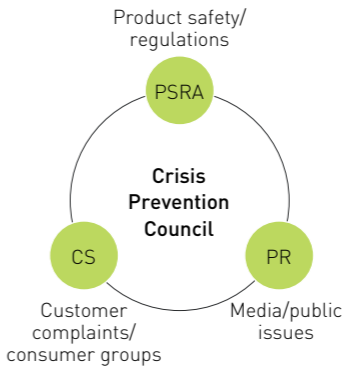 Product safety/
regulations
PSRA
Crisis
Prevention
Council
CS
PR
Customer
complaints/
consumer groups
Media/public
issues